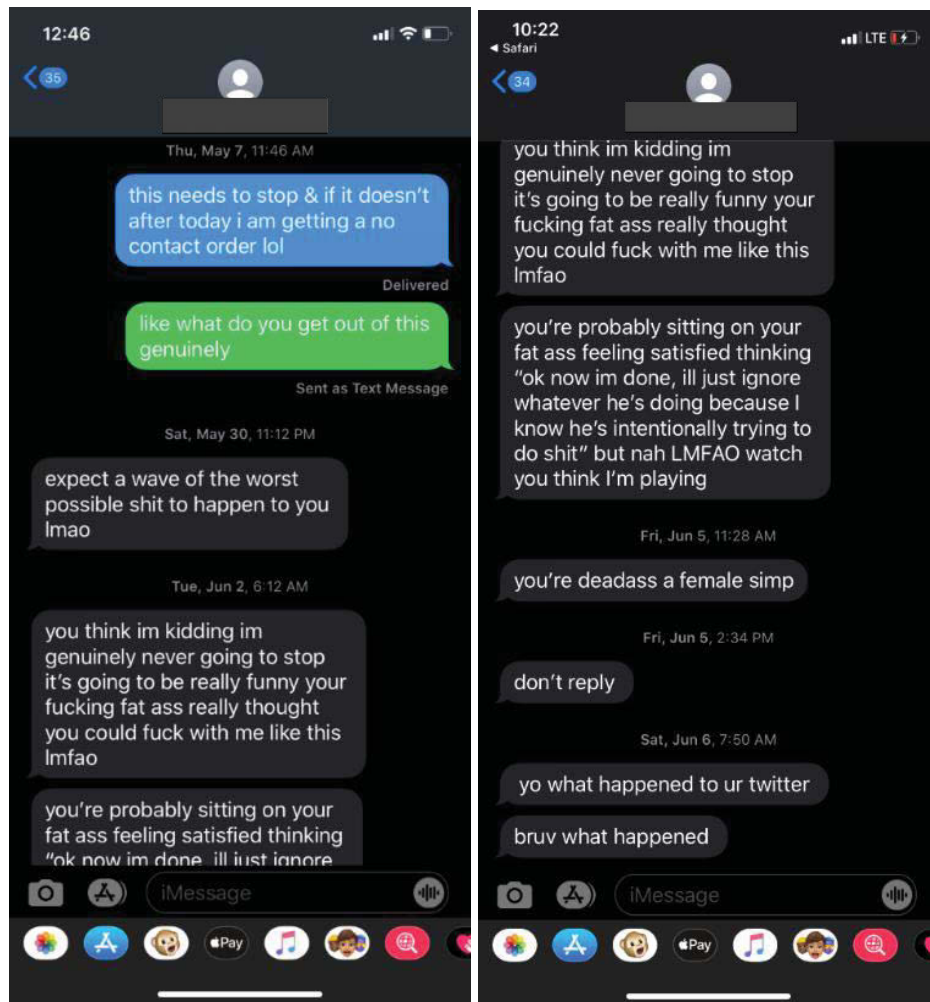 12:46
35
Thu, May 7, 11:46 AM
this needs to stop & if it doesn't
after today i am getting a no
contact order lol
Delivered
like what do you get out of this
genuinely
Sent as Text Message
Sat, May 30, 11:12 PM
expect a wave of the worst
possible shit to happen to you
lmao
Tue, Jun 2, 6:12 AM
you think im kidding im
genuinely never going to stop
it's going to be really funny your
fucking fat ass really thought
you could fuck with me like this
lmfao
you're probably sitting on your
fat ass feeling satisfied thinking
"ok now im done, ill just ignore
iMessage
Pay
10:22
Safari
LTE
34
you think im kidding im
genuinely never going to stop
it's going to be really funny your
fucking fat ass really thought
you could fuck with me like this
lmfao
you're probably sitting on your
fat ass feeling satisfied thinking
"ok now im done, ill just ignore
whatever he's doing because I
know he's intentionally trying to
do shit" but nah LMFAO watch
you think I'm playing
Fri, Jun 5, 11:28 AM
you're deadass a female simp
Fri, Jun 5, 2:34 PM
don't reply
Sat, Jun 6, 7:50 AM
yo what happened to ur twitter
bruv what happened
iMessage
Pay